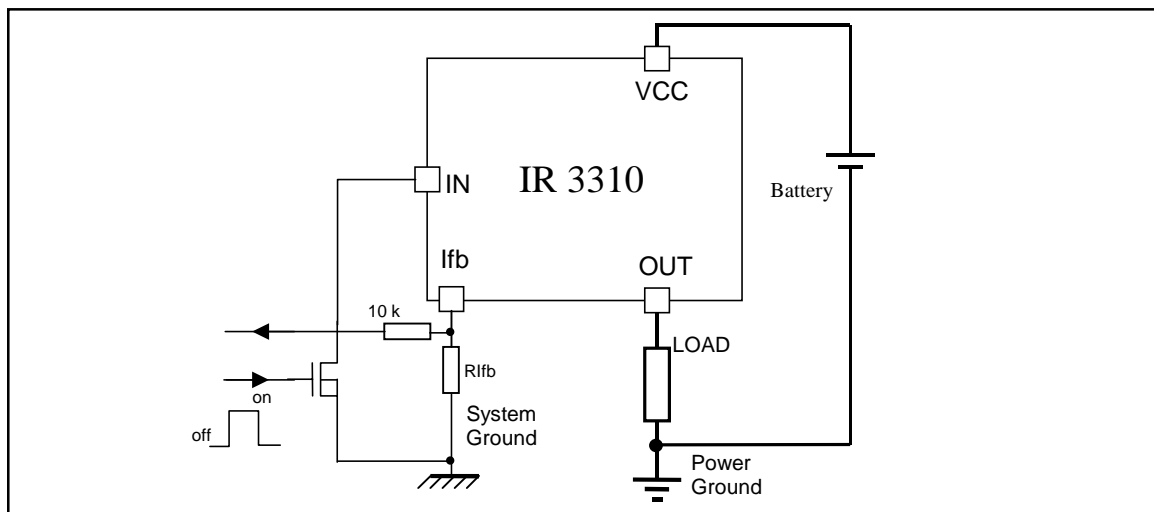 VCC
IN
IR 3310
Battery
Ifb
OUT
10 k
LOAD
RIfb
on
off
System
Ground
Power
Ground